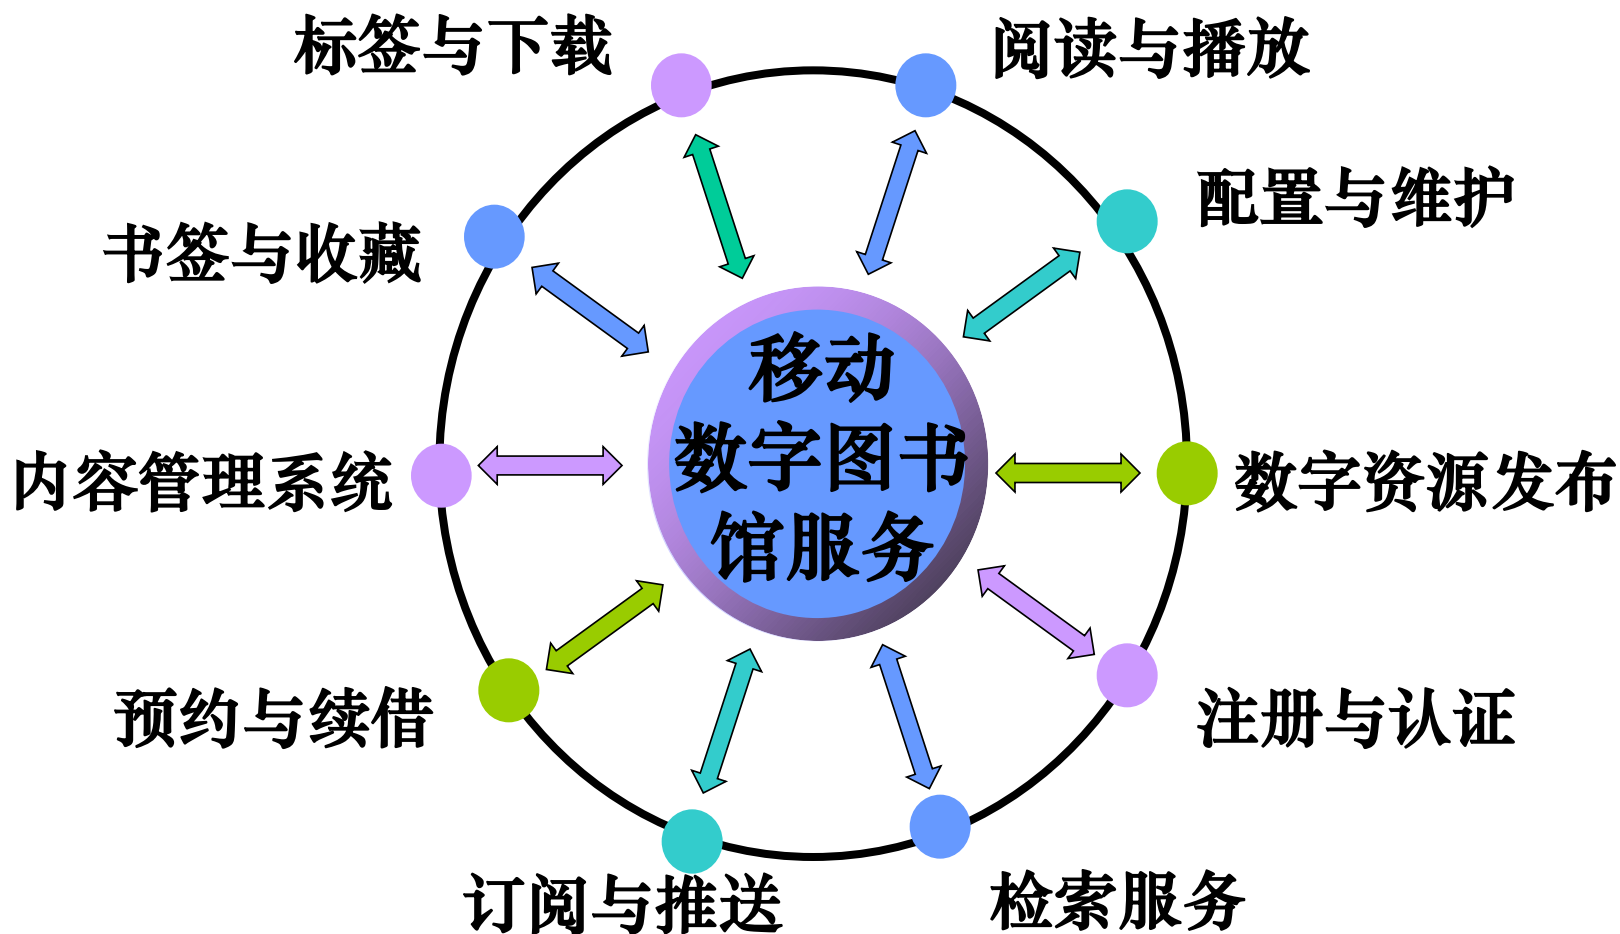 标签与下载
阅读与播放
配置与维护
书签与收藏
移动
数字图书
馆服务
内容管理系统
数字资源发布
预约与续借
注册与认证
订阅与推送
检索服务